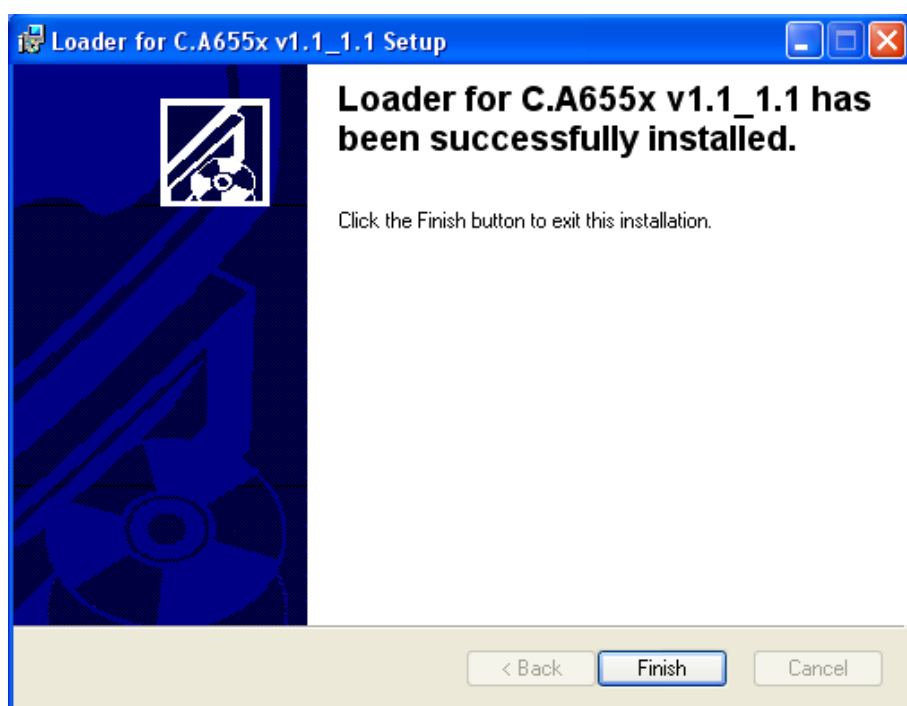 Loader for C.A655x v1.1_1.1 Setup
Loader for C.A655x v1.1_1.1 has
been successfully installed.
Click the Finish button to exit this installation.
< Back Finish Cancel